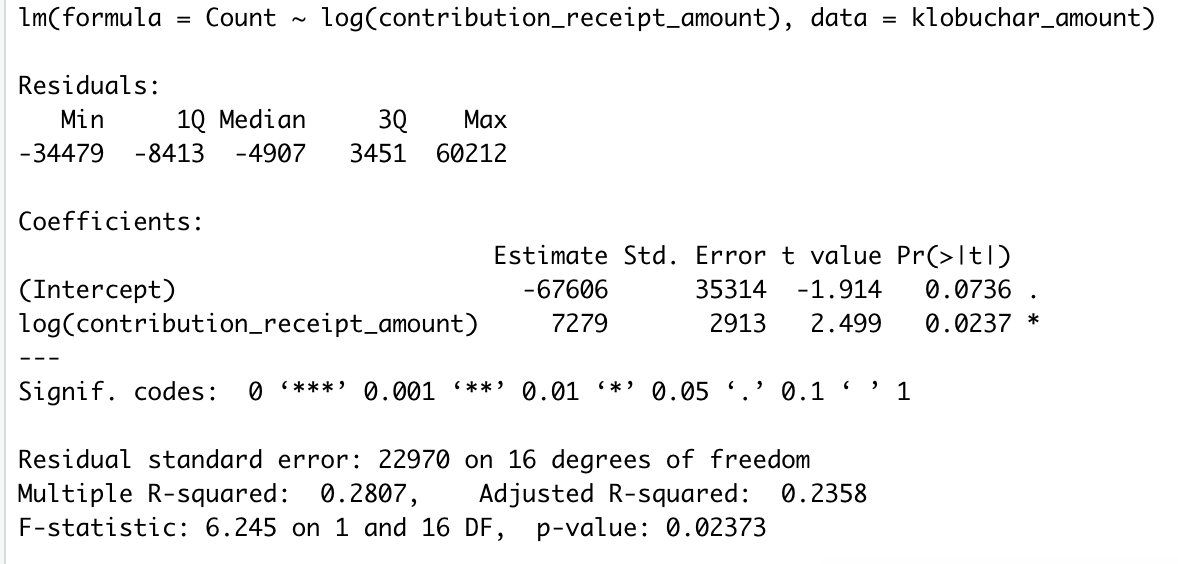 lm(formula = Count ~ log(contribution_receipt_amount), data = klobuchar_amount)
Residuals:
Min 1Q Median 3Q Max
-34479 -8413 -4907 3451 60212
Coefficients:
Estimate Std. Error t value Pr(>|t|)
(Intercept) -67606 35314 -1.914 0.0736 .
log(contribution_receipt_amount) 7279 2913 2.499 0.0237 *
---
Signif. codes: 0 ‘***’ 0.001 ‘**’ 0.01 ‘*’ 0.05 ‘.’ 0.1 ‘ ’ 1
Residual standard error: 22970 on 16 degrees of freedom
Multiple R-squared: 0.2807, Adjusted R-squared: 0.2358
F-statistic: 6.245 on 1 and 16 DF, p-value: 0.02373